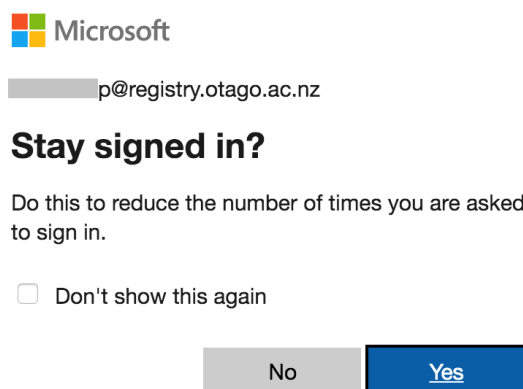 Microsoft
p@registry.otago.ac.nz
Stay signed in?
Do this to reduce the number of times you are asked
to sign in.
Don't show this again
No
Yes